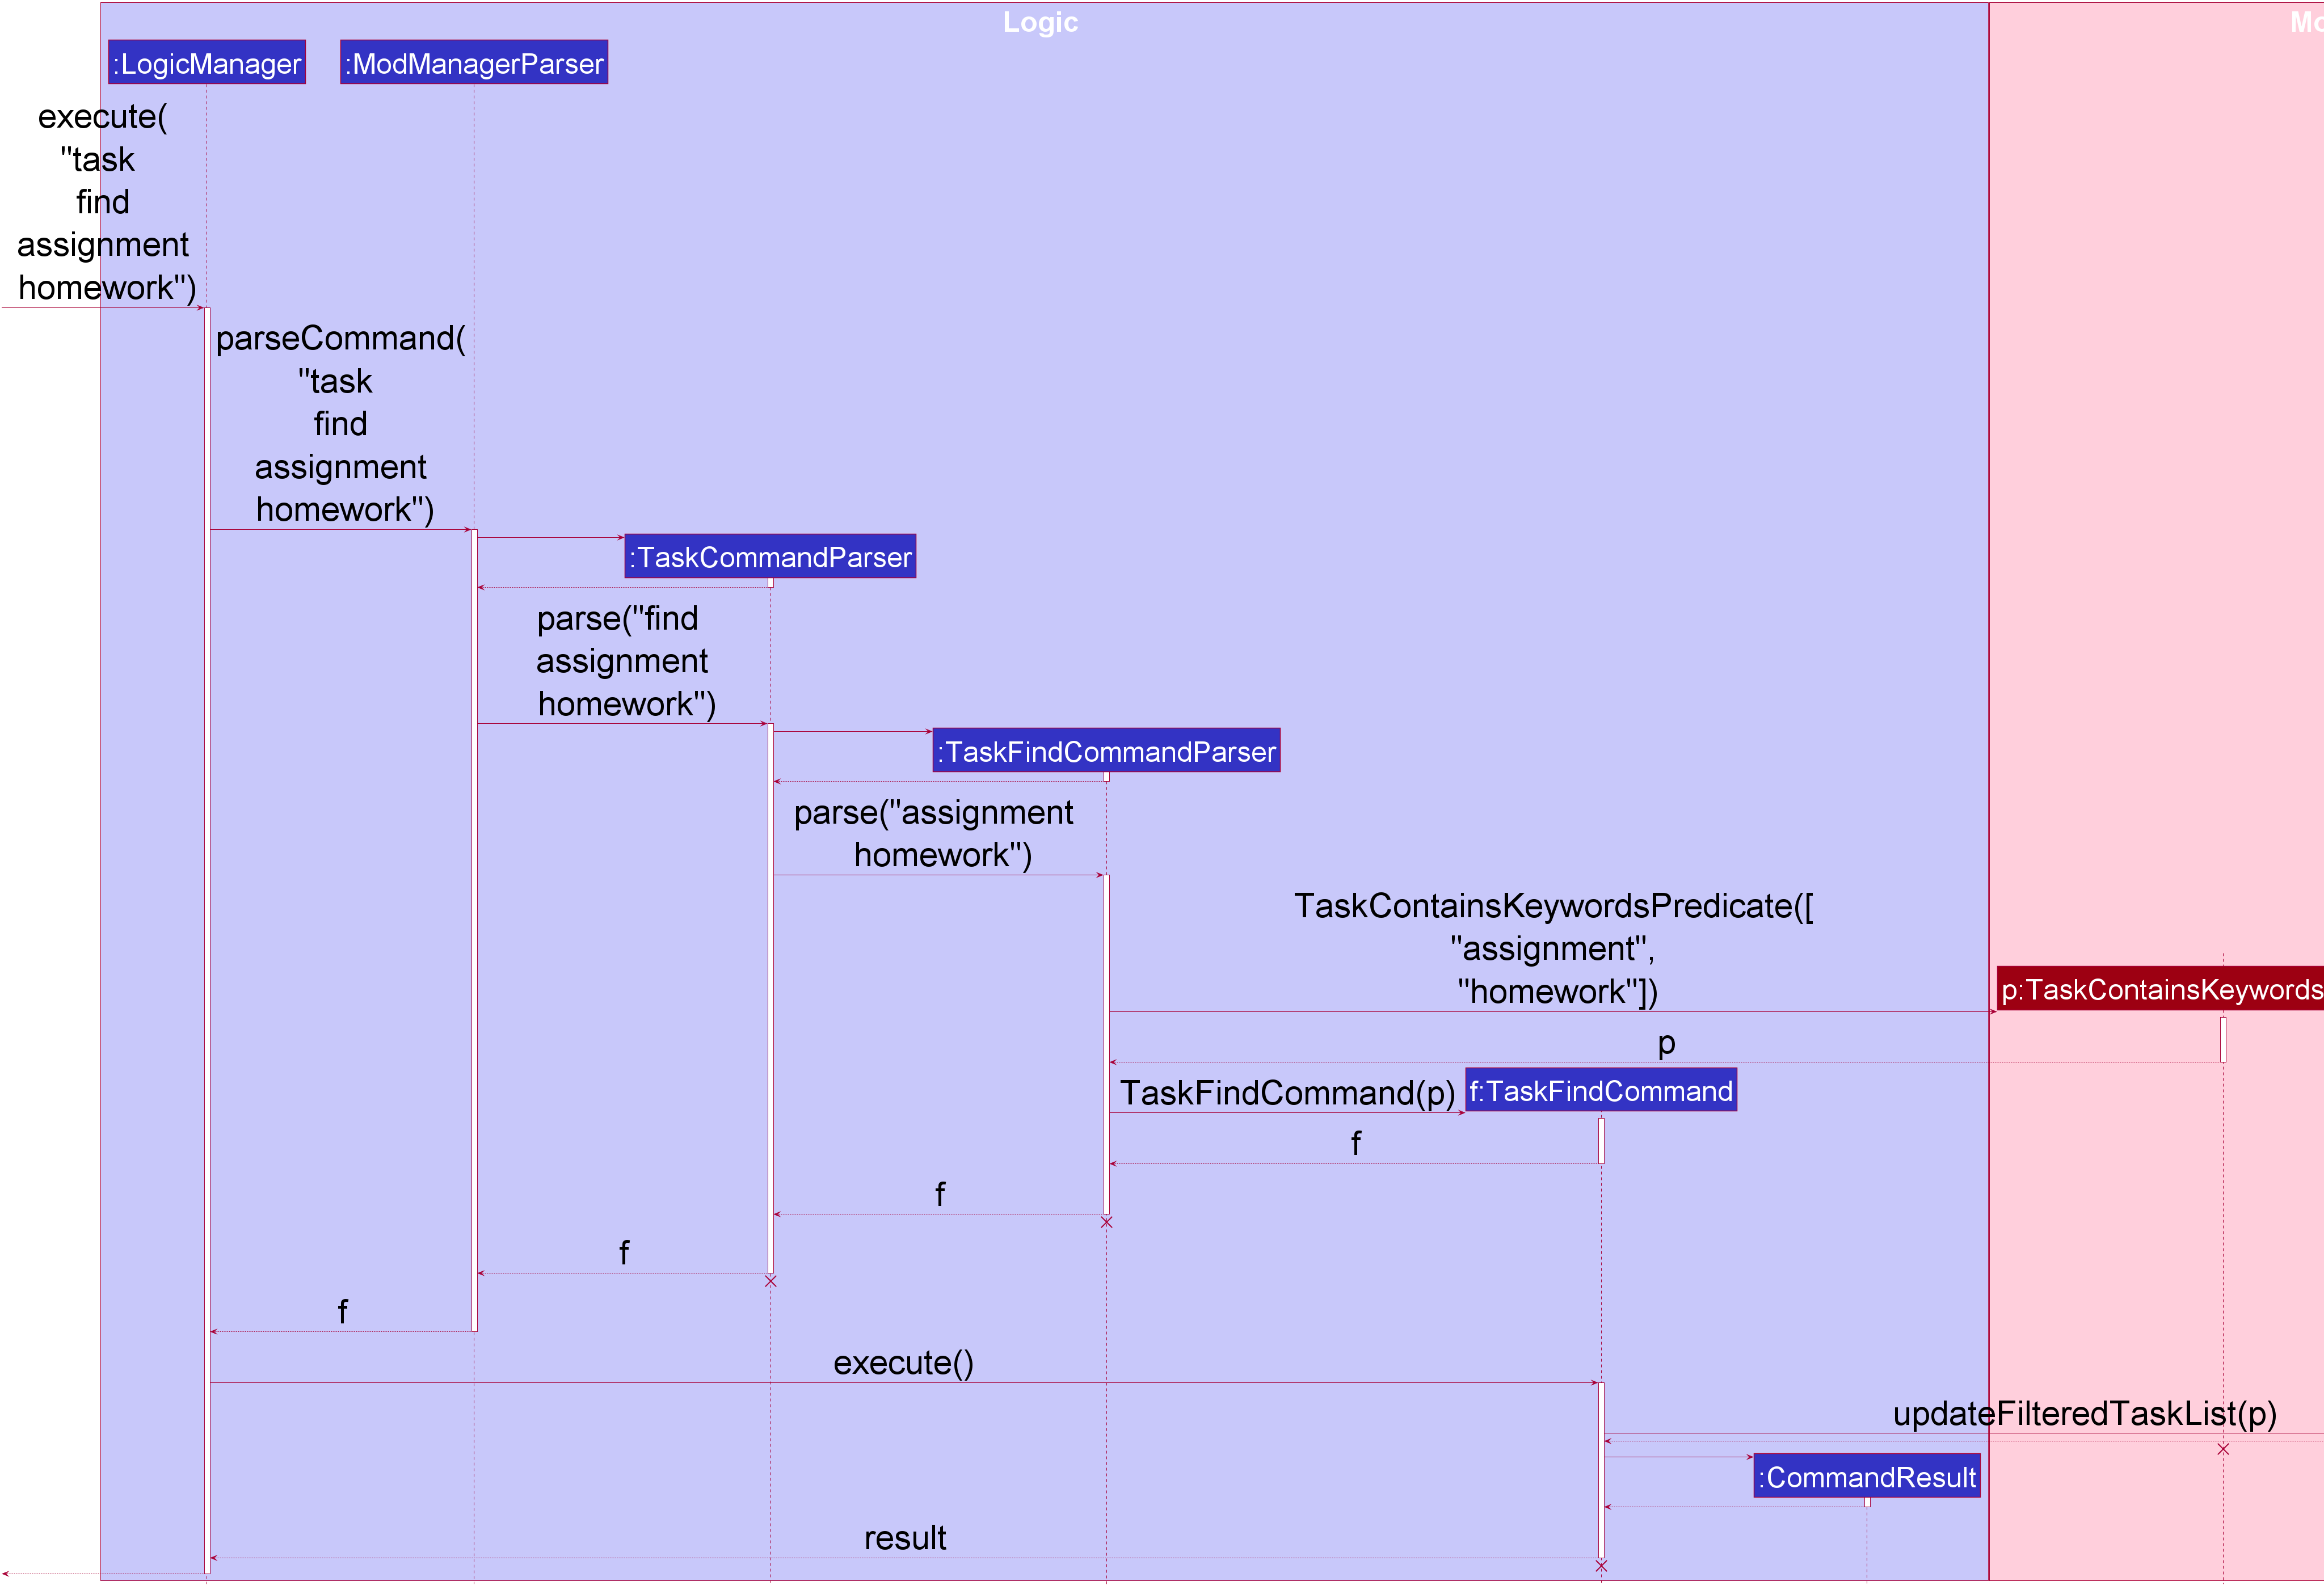 Logic
:LogicManager
:ModManagerParser
execute(
"task
find
assignment
homework")
parseCommand(
"task
find
assignment
homework")
:TaskCommandParser
parse("find
assignment
homework")
:TaskFindCommandParser
parse("assignment
homework")
TaskContainsKeywordsPredicate([
"assignment",
"homework"])
p:TaskContainsKeywords
p
TaskFindCommand(p)
f:TaskFindCommand
f
f
f
f
execute()
updateFilteredTaskList(p)
:CommandResult
result